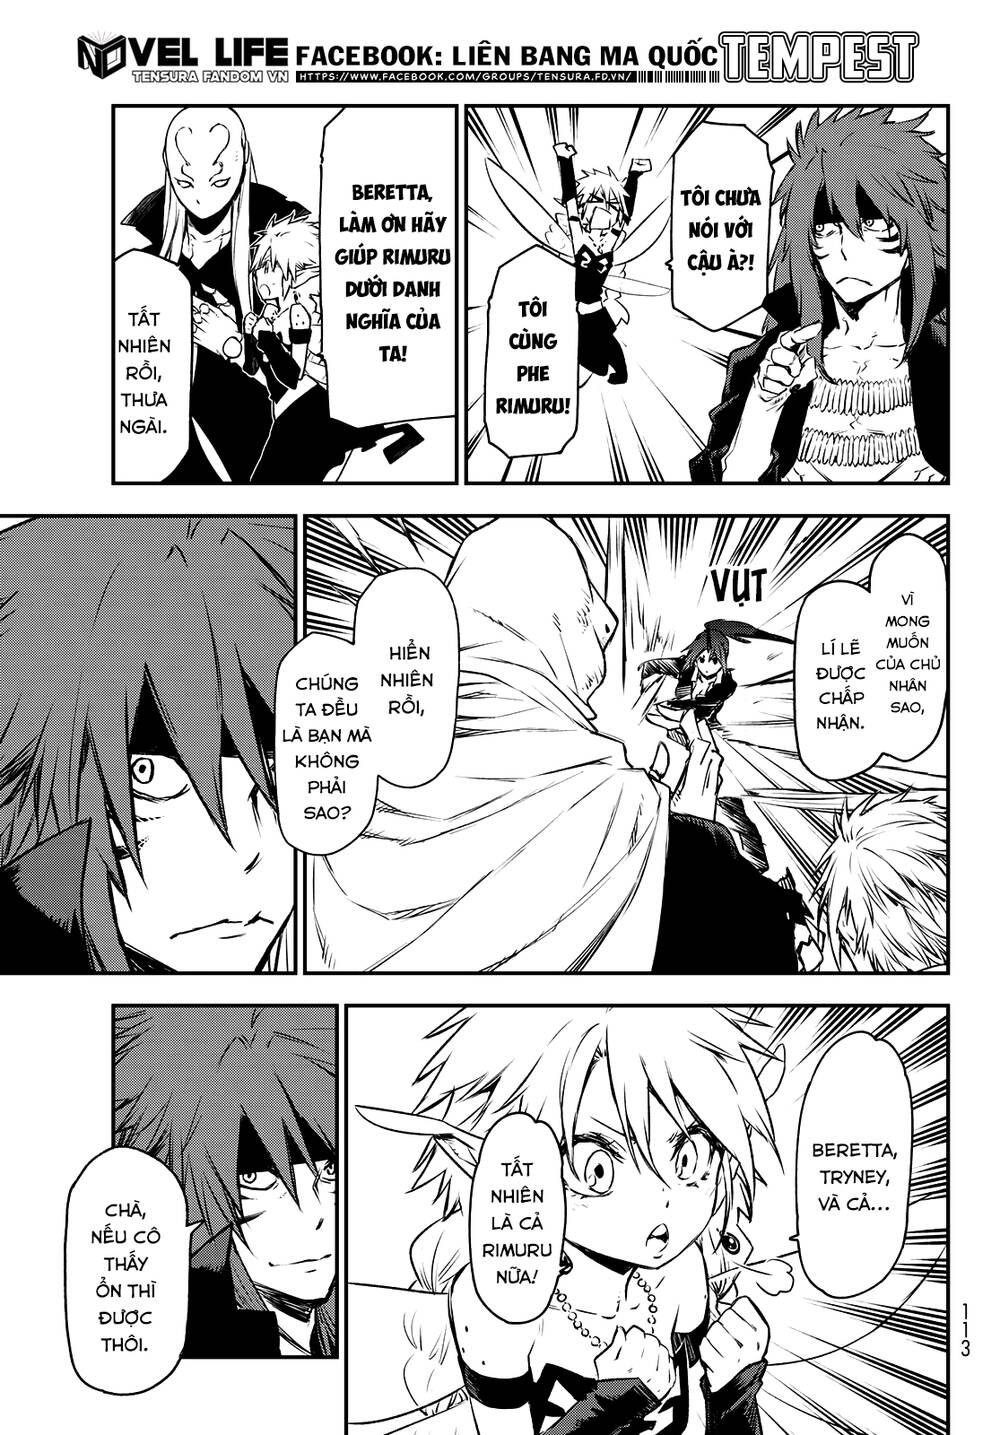 NOVEL LIFE
TENSURA FANDOM VN
FACEBOOK: LIÊN BANG MA QUỐC
HTTPS://WWW.FACEBOOK.COM/GROUPS/TENSURA.FD.VN/
TEMPEST
TÔI CHƯA
NÓI VỚI
CẬU À?!
TÔI
CÙNG
PHE
RIMURU!
BERETTA,
LÀM ƠN HÃY
GIÚP RIMURU
DƯỚI DANH
NGHĨA CỦA
TA!
TẤT
NHIÊN
RỒI,
THƯA
NGÀI.
VÌ
MONG
MUỐN
CỦA CHỦ
NHÂN
SAO,
LÍ LẼ
ĐƯỢC
CHẤP
NHẬN.
VỤT
HIỂN
NHIÊN
RỒI,
CHÚNG
TA ĐỀU
LÀ BẠN MÀ
KHÔNG
PHẢI
SAO?
BERETTA,
TRYNEY,
VÀ CẢ...
TẤT
NHIÊN
LÀ CẢ
RIMURU
NỮA!
CHÀ,
NẾU CÔ
THẤY
ỔN THÌ
ĐƯỢC
THÔI.
113